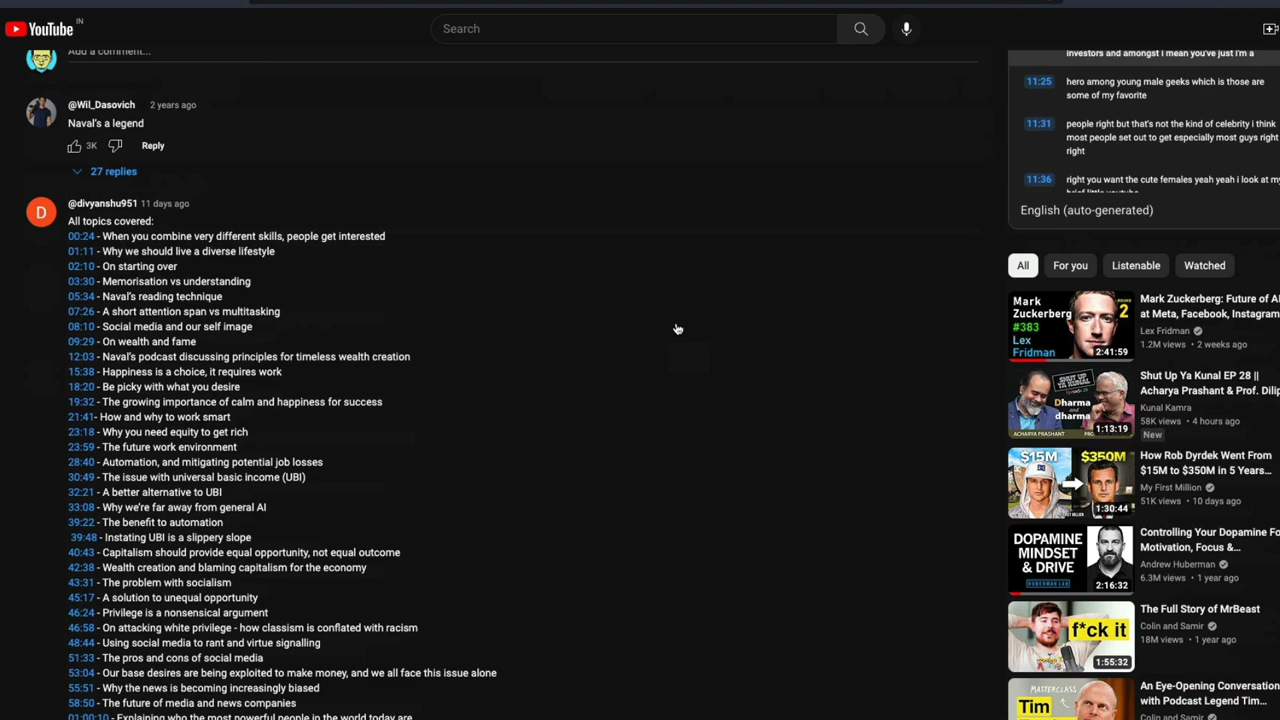 YouTube IN
Search
Add a comment...
@Wil_Dasovich 2 years ago
Naval's a legend
3K Reply
27 replies
@divyanshu951 11 days ago
All topics covered:
00:24 - When you combine very different skills, people get interested
01:11 - Why we should live a diverse lifestyle
02:10 - On starting over
03:30 - Memorisation vs understanding
05:34 - Naval's reading technique
07:26 - A short attention span vs multitasking
08:10 - Social media and our self image
09:29 - On wealth and fame
12:03 - Naval's podcast discussing principles for timeless wealth creation
15:38 - Happiness is a choice, it requires work
18:20 - Be picky with what you desire
19:32 - The growing importance of calm and happiness for success
21:41- How and why to work smart
23:18 - Why you need equity to get rich
23:59 - The future work environment
28:40 - Automation, and mitigating potential job losses
30:49 - The issue with universal basic income (UBI)
32:21 - A better alternative to UBI
33:08 - Why we're far away from general AI
39:22 - The benefit to automation
39:48 - Instating UBI is a slippery slope
40:43 - Capitalism should provide equal opportunity, not equal outcome
42:38 - Wealth creation and blaming capitalism for the economy
43:31 - The problem with socialism
45:17 - A solution to unequal opportunity
46:24 - Privilege is a nonsensical argument
46:58 - On attacking white privilege - how classism is conflated with racism
48:44 - Using social media to rant and virtue signalling
51:33 - The pros and cons of social media
53:04 - Our base desires are being exploited to make money, and we all face this issue alone
55:51 - Why the news is becoming increasingly biased
58:50 - The future of media and news companies
01:00:10 - Explaining who the most powerful people in the world today are
investors and amongst i mean you've just i'm a
11:25 hero among young male geeks which is those are
some of my favorite
11:31 people right but that's not the kind of celebrity i think
most people set out to get especially most guys right
right
11:36 right you want the cute females yeah yeah i look at my
brief little youtube
English (auto-generated)
All For you Listenable Watched
Mark
Zuckerberg
#383
Lex
Fridman
2
2:41:59
Mark Zuckerberg: Future of AI
at Meta, Facebook, Instagram
Lex Fridman
1.2M views • 2 weeks ago
SHUT UP YA KUNAL
Dharma
and
dharma
ACHARYA PRASHANT
1:13:19
Shut Up Ya Kunal EP 28 ||
Acharya Prashant & Prof. Dilip
Kunal Kamra
58K views • 4 hours ago
New
$15M
$350M
1:30:44
How Rob Dyrdek Went From
$15M to $350M in 5 Years...
My First Million
51K views • 10 days ago
DOPAMINE
MINDSET
& DRIVE
HUBERMAN LAB
2:16:32
Controlling Your Dopamine Fo
Motivation, Focus &...
Andrew Huberman
6.3M views • 1 year ago
f*ck it
1:55:32
The Full Story of MrBeast
Colin and Samir
18M views • 1 year ago
MASTERCLASS
Tim
An Eye-Opening Conversation
with Podcast Legend Tim...
Colin and Samir